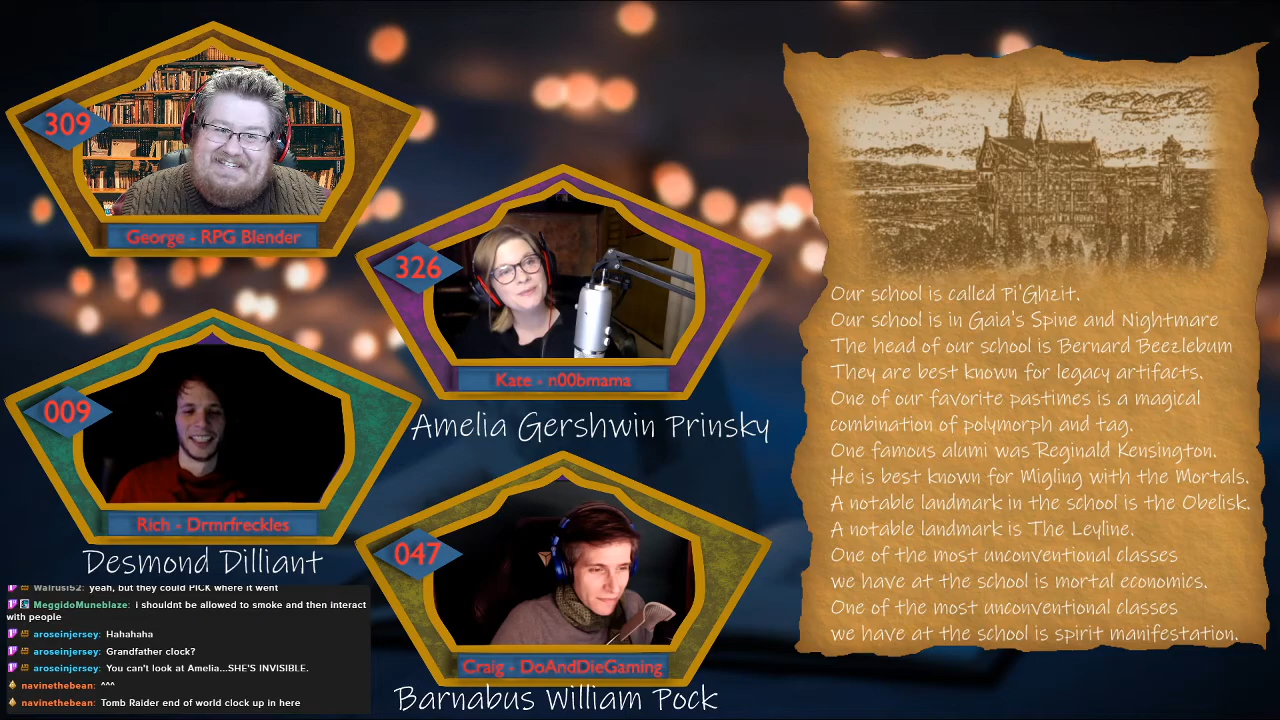 309
George - RPG Blender
326
Kate - n00bmama
Amelia Gershwin Prinsky
009
Rich - Drmrfreckles
Desmond Dilliant
047
Craig - DoAndDieGaming
Barnabus William Pock
Walrus152: yeah, but they could PICK where it went
MeggidoMuneblaze: i shouldnt be allowed to smoke and then interact
with people
aroseinjersey: Hahahaha
aroseinjersey: Grandfather clock?
aroseinjersey: You can't look at Amelia...SHE'S INVISIBLE.
navinethebean: ^^^
navinethebean: Tomb Raider end of world clock up in here
Our school is called Pi'Ghzit.
Our school is in Gaia's Spine and Nightmare
The head of our school is Bernard Beezlebum
They are best known for legacy artifacts.
One of our favorite pastimes is a magical
combination of polymorph and tag.
One famous alumi was Reginald Kensington.
He is best known for Migling with the Mortals.
A notable landmark in the school is the Obelisk.
A notable landmark is The Leyline.
One of the most unconventional classes
we have at the school is mortal economics.
One of the most unconventional classes
we have at the school is spirit manifestation.